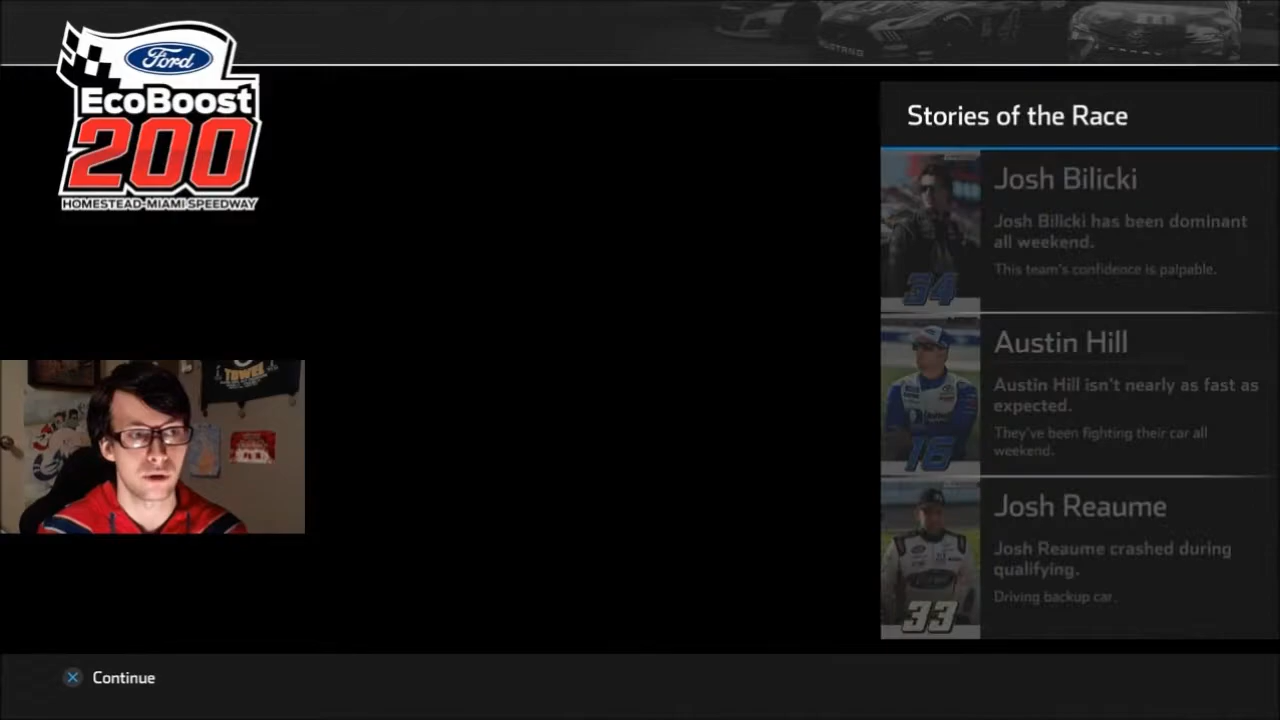 Ford
EcoBoost
200
HOMESTEAD-MIAMI SPEEDWAY
MUSTANG
Stories of the Race
Josh Bilicki
Josh Bilicki has been dominant
all weekend.
This team's confidence is palpable.
34
Austin Hill
Austin Hill isn't nearly as fast as
expected.
They've been fighting their car all
weekend.
16
Josh Reaume
Josh Reaume crashed during
qualifying.
Driving backup car.
33
TOWEL
Continue